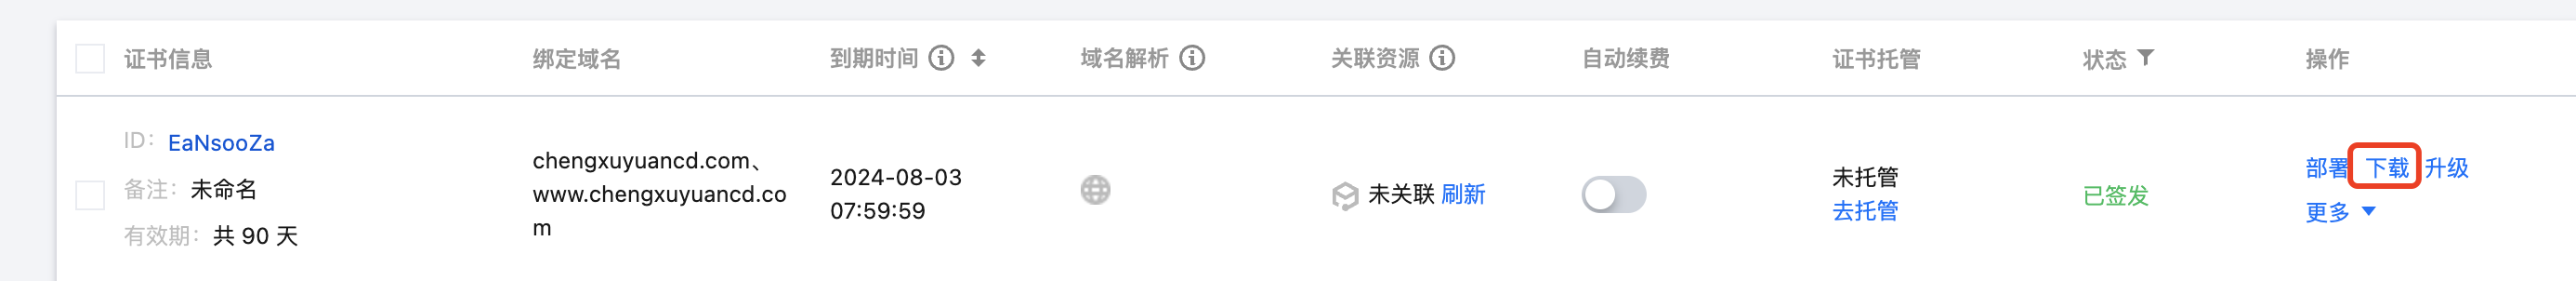 证书信息 绑定域名 到期时间 域名解析 关联资源 自动续费 证书托管 状态 操作
ID: EaNsooZa
备注: 未命名
有效期: 共 90 天
chengxuyuancd.com、
www.chengxuyuancd.co
m
2024-08-03
07:59:59
未关联 刷新
未托管
去托管
已签发
部署 下载 升级
更多